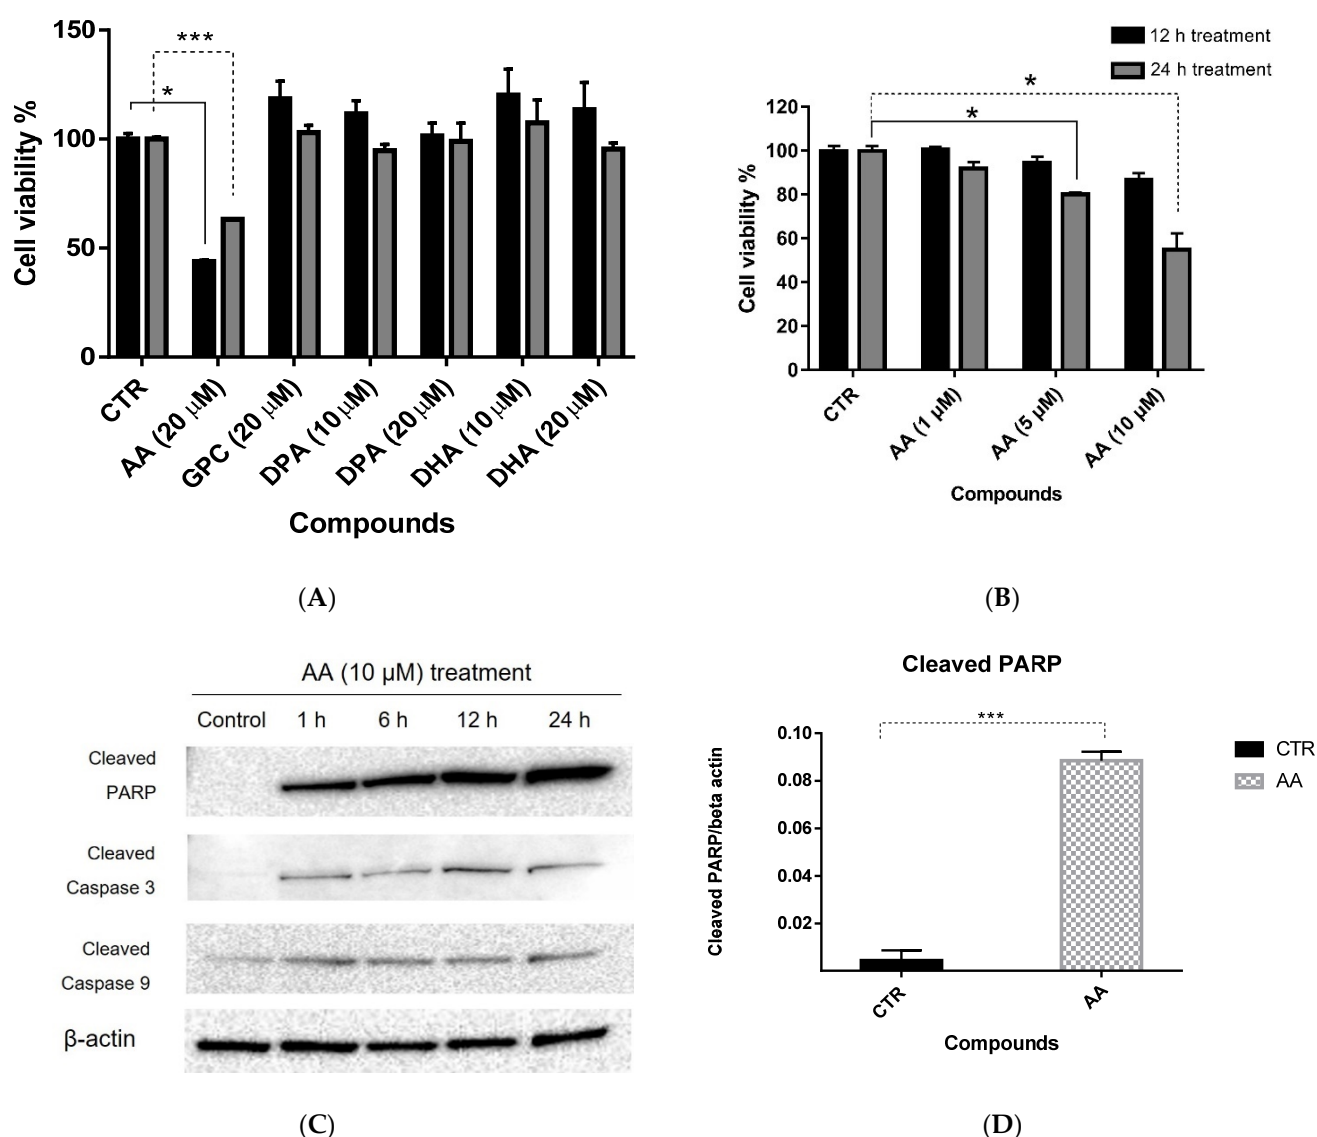 150
100
50
0
Cell viability %
*
***
CTR
AA (20 μM)
GPC (20 μM)
DPA (10 μM)
DPA (20 μM)
DHA (10 μM)
DHA (20 μM)
Compounds
(A)
12 h treatment
24 h treatment
120
100
80
60
40
20
0
Cell viability %
*
*
CTR
AA (1 μM)
AA (5 μM)
AA (10 μM)
Compounds
(B)
AA (10 μM) treatment
Control 1 h 6 h 12 h 24 h
Cleaved
PARP
Cleaved
Caspase 3
Cleaved
Caspase 9
β-actin
(C)
Cleaved PARP
***
0.10
0.08
0.06
0.04
0.02
Cleaved PARP/beta actin
CTR
AA
CTR
AA
Compounds
(D)